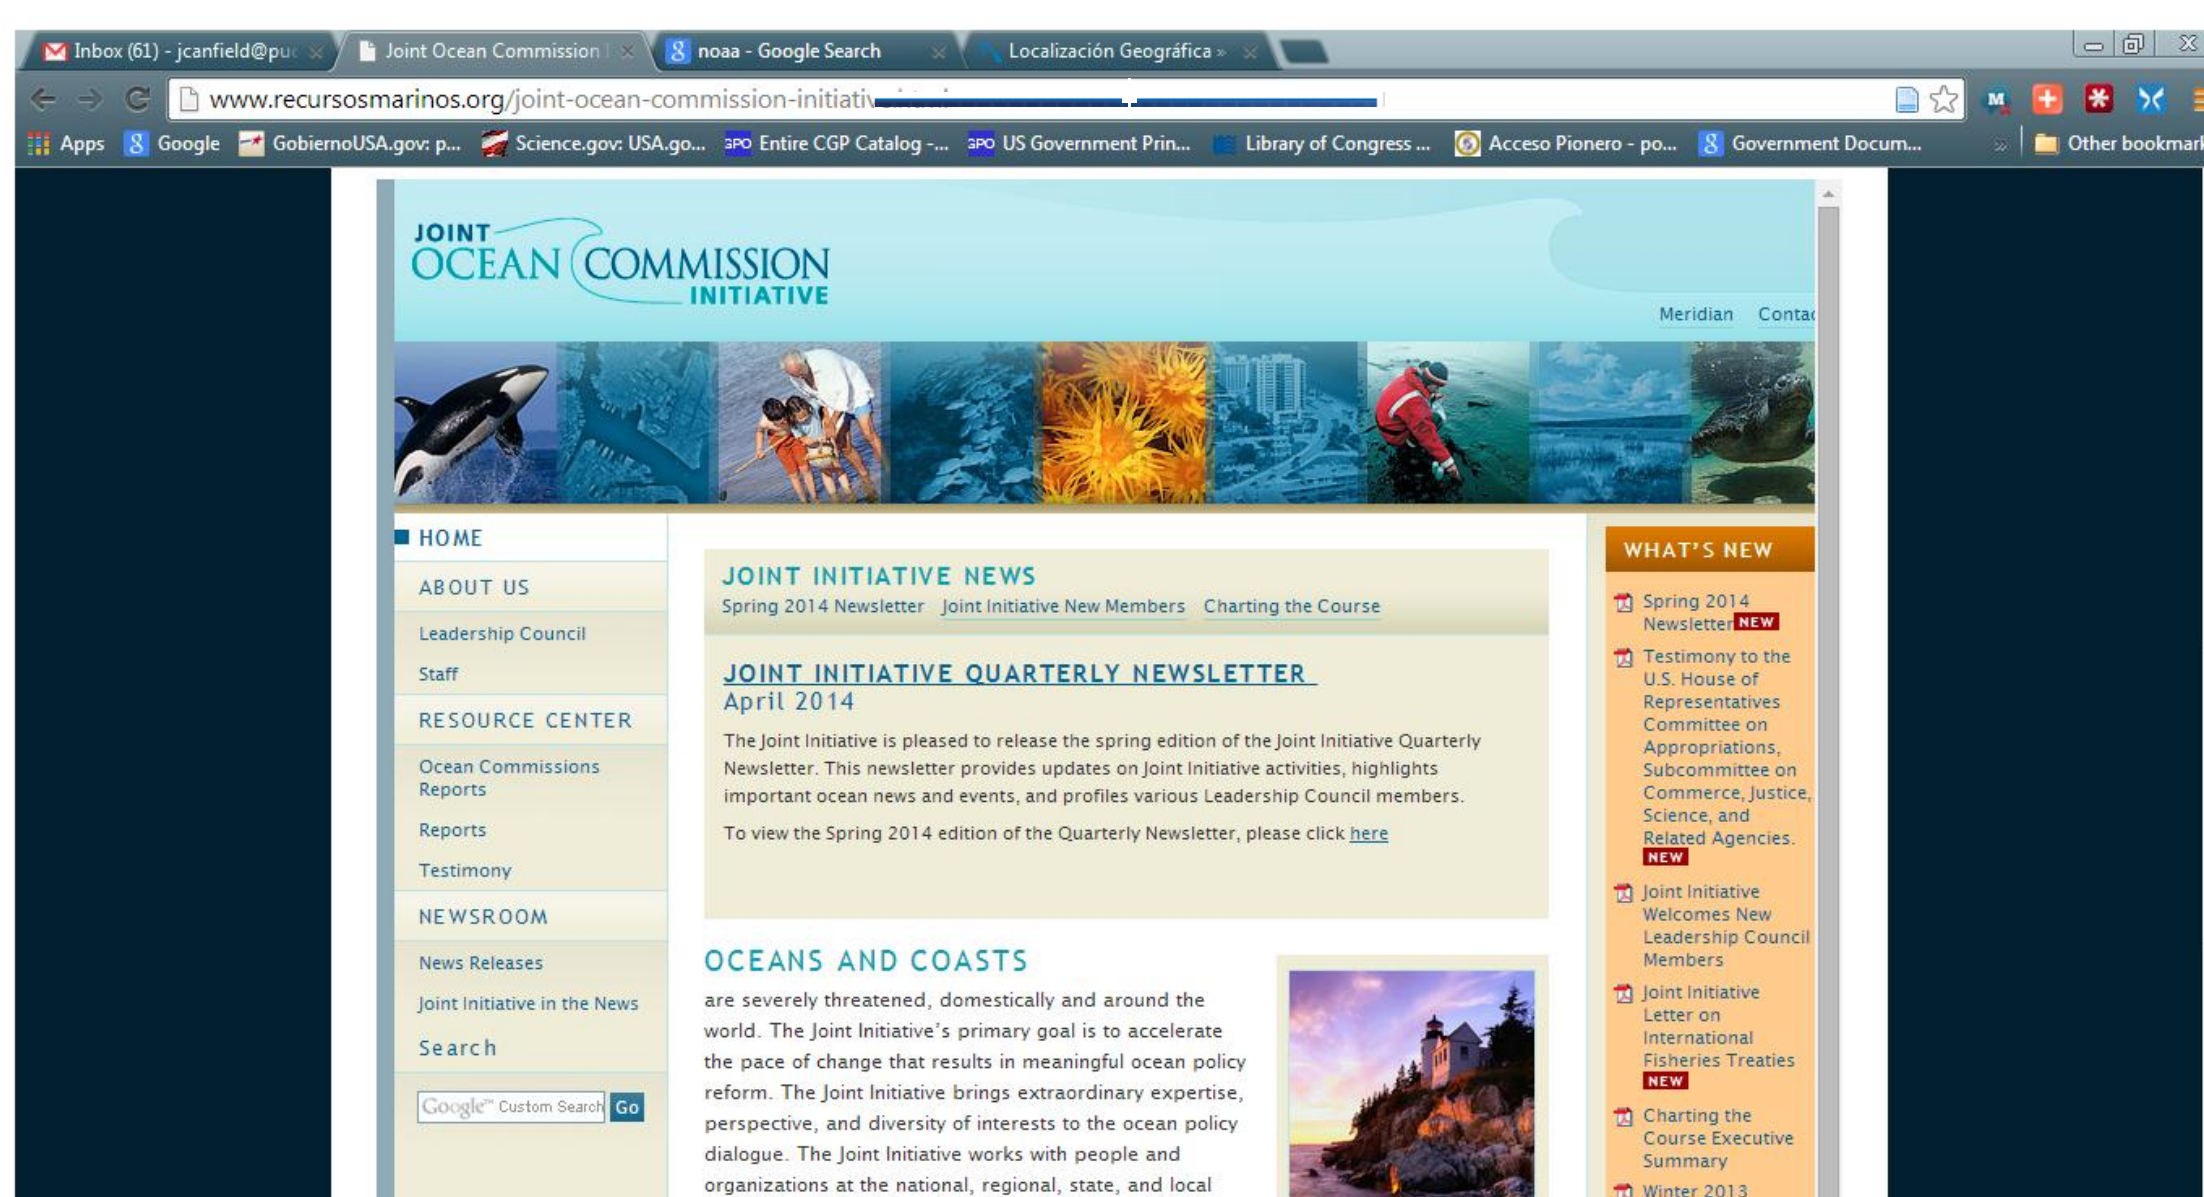 Inbox (61) - jcanfield@pu
Joint Ocean Commission
noaa - Google Search
Localización Geográfica »
www.recursosmarinos.org/joint-ocean-commission-initiativ
Apps
Google
GobiernoUSA.gov: p...
Science.gov: USA.go...
GPO Entire CGP Catalog -...
GPO US Government Prin...
Library of Congress ...
Acceso Pionero - po...
Government Docum...
»
Other bookmark
JOINT
OCEAN COMMISSION
INITIATIVE
Meridian Contac
HOME
ABOUT US
Leadership Council
Staff
RESOURCE CENTER
Ocean Commissions
Reports
Reports
Testimony
NEWSROOM
News Releases
Joint Initiative in the News
Search
Google™ Custom Search Go
JOINT INITIATIVE NEWS
Spring 2014 Newsletter Joint Initiative New Members Charting the Course
JOINT INITIATIVE QUARTERLY NEWSLETTER
April 2014
The Joint Initiative is pleased to release the spring edition of the Joint Initiative Quarterly
Newsletter. This newsletter provides updates on Joint Initiative activities, highlights
important ocean news and events, and profiles various Leadership Council members.
To view the Spring 2014 edition of the Quarterly Newsletter, please click here
OCEANS AND COASTS
are severely threatened, domestically and around the
world. The Joint Initiative's primary goal is to accelerate
the pace of change that results in meaningful ocean policy
reform. The Joint Initiative brings extraordinary expertise,
perspective, and diversity of interests to the ocean policy
dialogue. The Joint Initiative works with people and
organizations at the national, regional, state, and local
WHAT'S NEW
Spring 2014
Newsletter NEW
Testimony to the
U.S. House of
Representatives
Committee on
Appropriations,
Subcommittee on
Commerce, Justice,
Science, and
Related Agencies.
NEW
Joint Initiative
Welcomes New
Leadership Council
Members
Joint Initiative
Letter on
International
Fisheries Treaties
NEW
Charting the
Course Executive
Summary
Winter 2013